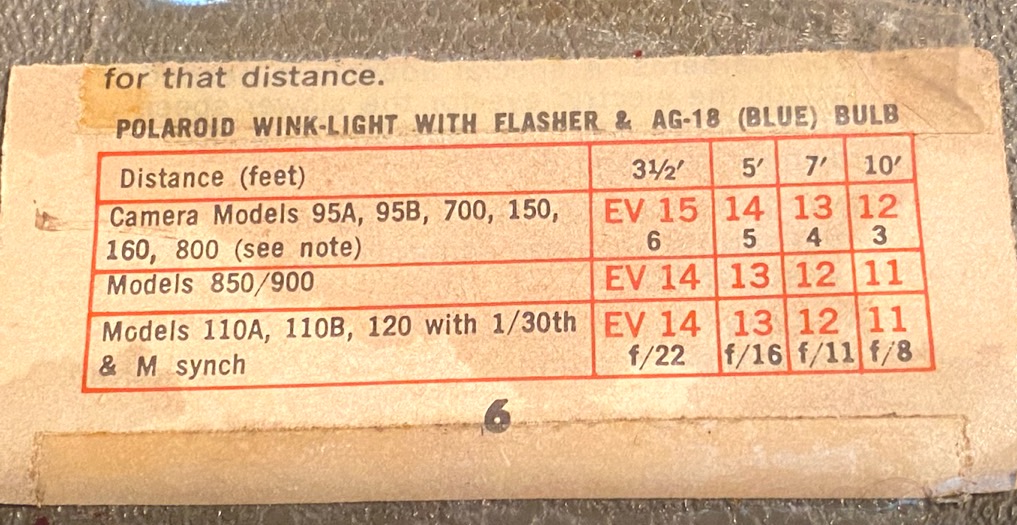 for that distance.
POLAROID WINK-LIGHT WITH FLASHER & AG-18 (BLUE) BULB
Distance (feet) 3½′ 5′ 7′ 10′
Camera Models 95A, 95B, 700, 150, EV 15 14 13 12
160, 800 (see note) 6 5 4 3
Models 850/900 EV 14 13 12 11
Models 110A, 110B, 120 with 1/30th EV 14 13 12 11
& M synch f/22 f/16 f/11 f/8
6